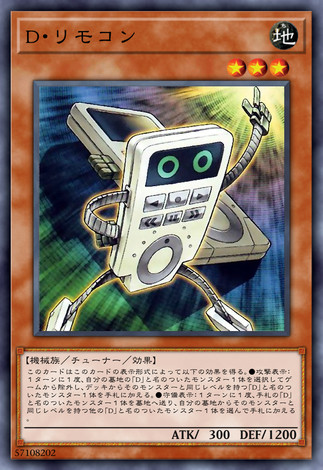 D・リモコン
地
【機械族／チューナー／効果】
このカードはこのカードの表示形式によって以下の効果を得る。●攻撃表示：
１ターンに１度、自分の墓地の「D」と名のついたモンスター１体を選択してゲ
ームから除外し、デッキからそのモンスターと同じレベルを持つ「D」と名の
ついたモンスター１体を手札に加える。●守備表示：１ターンに１度、手札の「D」と
名のついたモンスター１体を墓地へ送り、自分の墓地からそのモンスターと
同じレベルを持つ他の「D」と名のついたモンスター１体を選んで手札に加える
ATK/ 300 DEF/1200
57108202